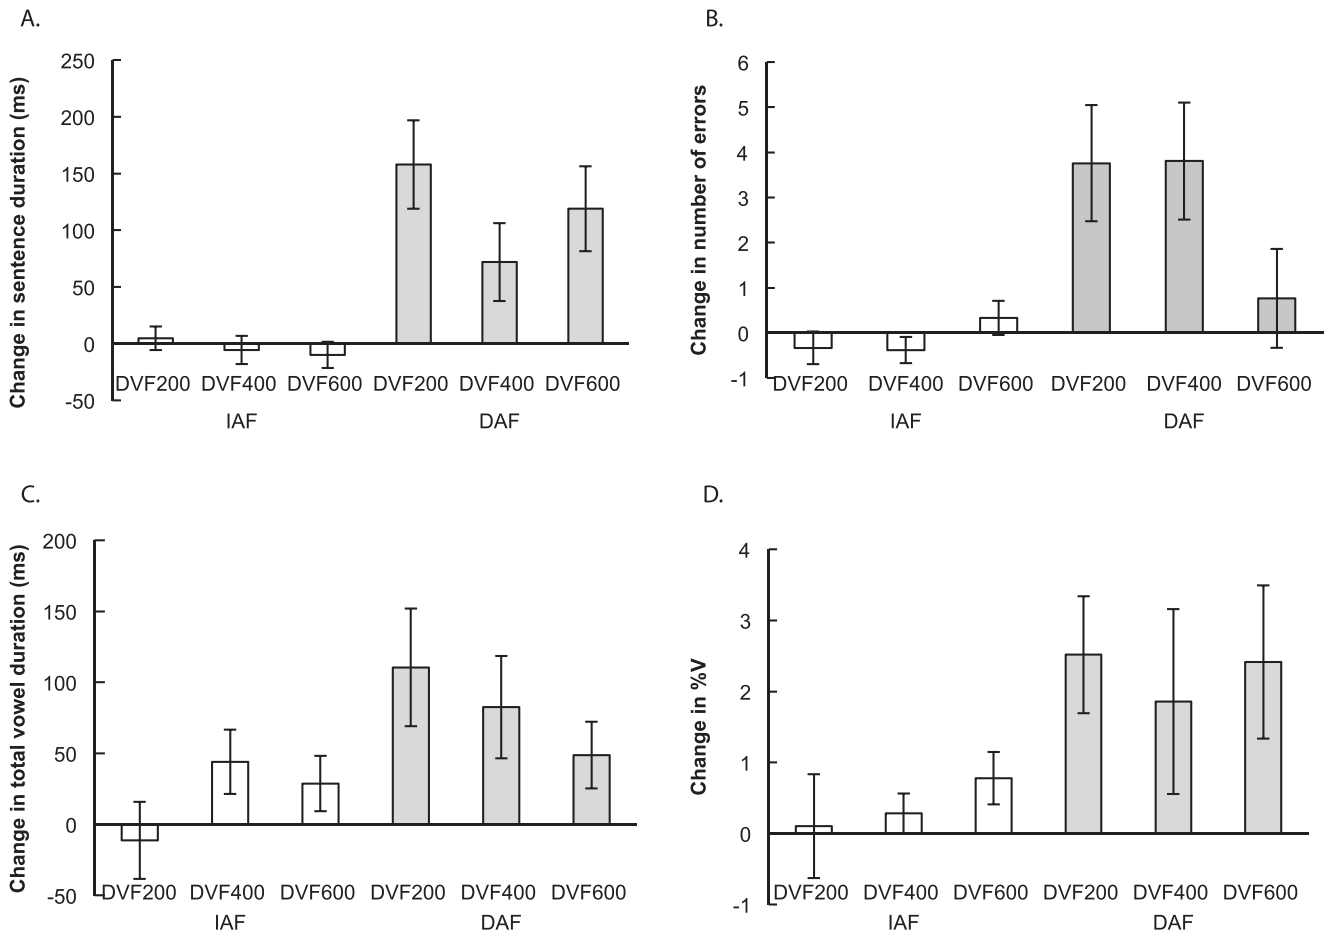 A.
Change in sentence duration (ms)
250
200
150
100
50
0
-50
DVF200 DVF400 DVF600 DVF200 DVF400 DVF600
IAF DAF
B.
Change in number of errors
6
5
4
3
2
1
0
-1
DVF200 DVF400 DVF600 DVF200 DVF400 DVF600
IAF DAF
C.
Change in total vowel duration (ms)
200
150
100
50
0
-50
DVF200 DVF400 DVF600 DVF200 DVF400 DVF600
IAF DAF
D.
Change in %V
4
3
2
1
0
-1
DVF200 DVF400 DVF600 DVF200 DVF400 DVF600
IAF DAF